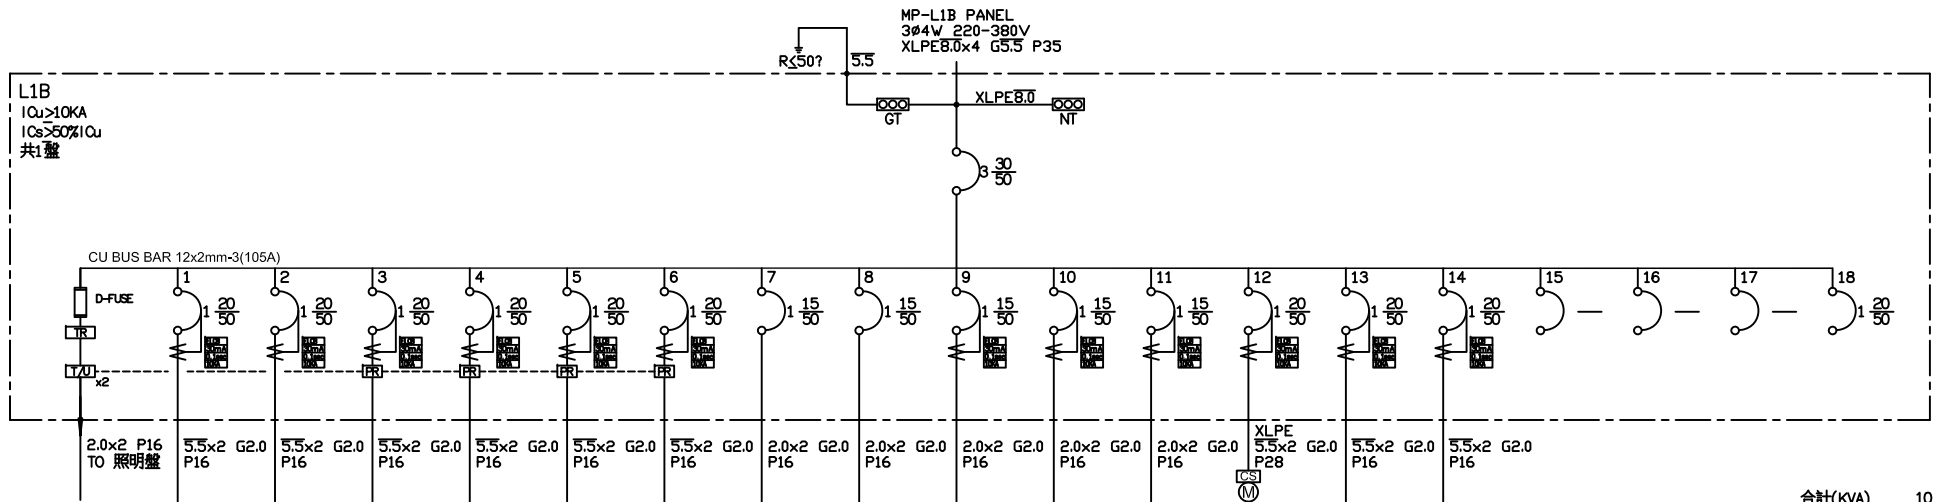 MP-L1B PANEL
3ø4W 220-380V
XLPE8.0x4 G5.5 P35
R≤50?
5.5
L1B
ICu>10KA
ICs≥50%ICu
共1盤
GT
XLPE8.0
NT
3 30
50
CU BUS BAR 12x2mm-3(105A)
D-FUSE
TR
T/U
x2
1
2
3
4
5
6
7
8
9
10
11
12
13
14
15
16
17
18
1 20
50
1 20
50
1 20
50
1 20
50
1 20
50
1 20
50
1 15
50
1 15
50
1 15
50
1 15
50
1 15
50
1 20
50
1 20
50
1 20
50
1 20
50
PR
PR
PR
PR
2.0x2 P16
TO 照明盤
5.5x2 G2.0
P16
5.5x2 G2.0
P16
5.5x2 G2.0
P16
5.5x2 G2.0
P16
5.5x2 G2.0
P16
5.5x2 G2.0
P16
2.0x2 G2.0
P16
2.0x2 G2.0
P16
2.0x2 G2.0
P16
2.0x2 G2.0
P16
2.0x2 G2.0
P16
XLPE
5.5x2 G2.0
P28
CS
M
5.5x2 G2.0
P16
5.5x2 G2.0
P16
合計(KVA) 10